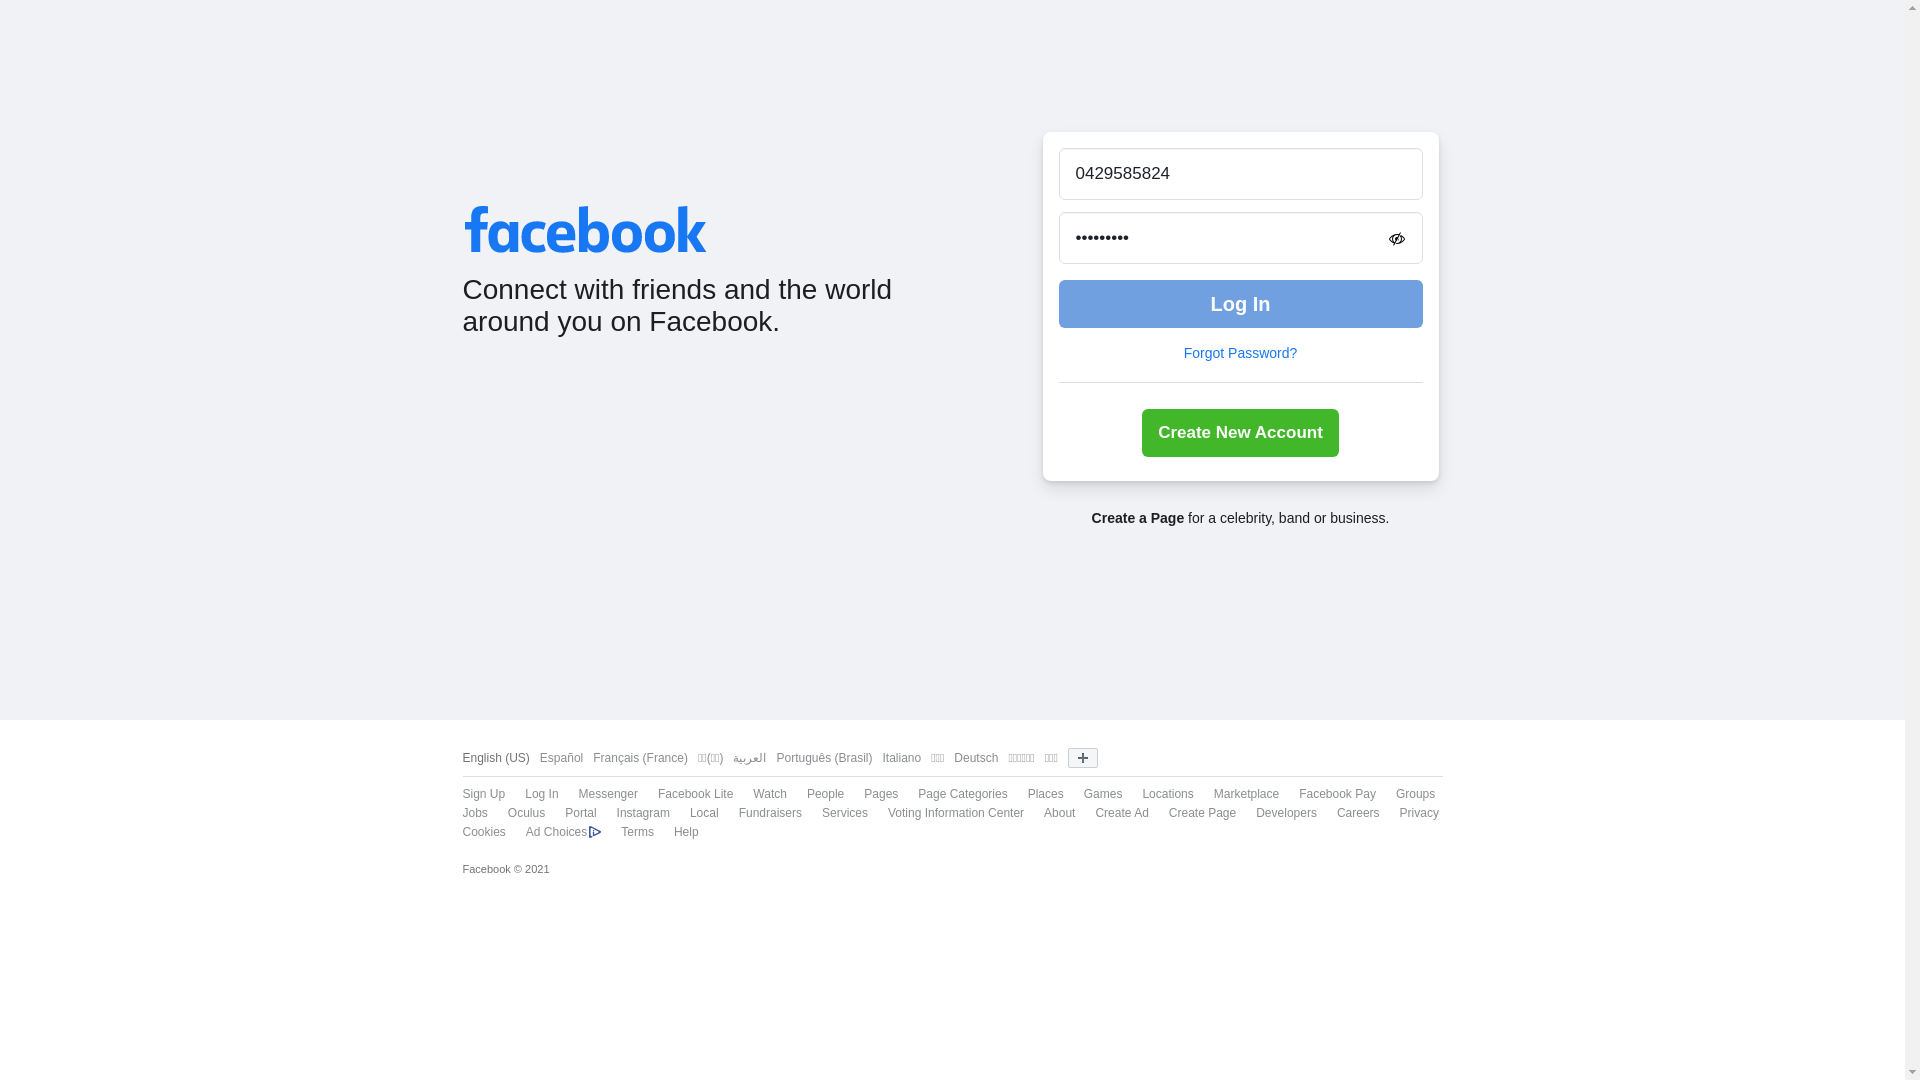 facebook
Connect with friends and the world
around you on Facebook.
0429585824
•••••••••
Log In
Forgot Password?
Create New Account
Create a Page for a celebrity, band or business.
English (US) Español Français (France) العربية Português (Brasil) Italiano Deutsch
Sign Up Log In Messenger Facebook Lite Watch People Pages Page Categories Places Games Locations Marketplace Facebook Pay Groups
Jobs Oculus Portal Instagram Local Fundraisers Services Voting Information Center About Create Ad Create Page Developers Careers Privacy
Cookies Ad Choices Terms Help
Facebook © 2021